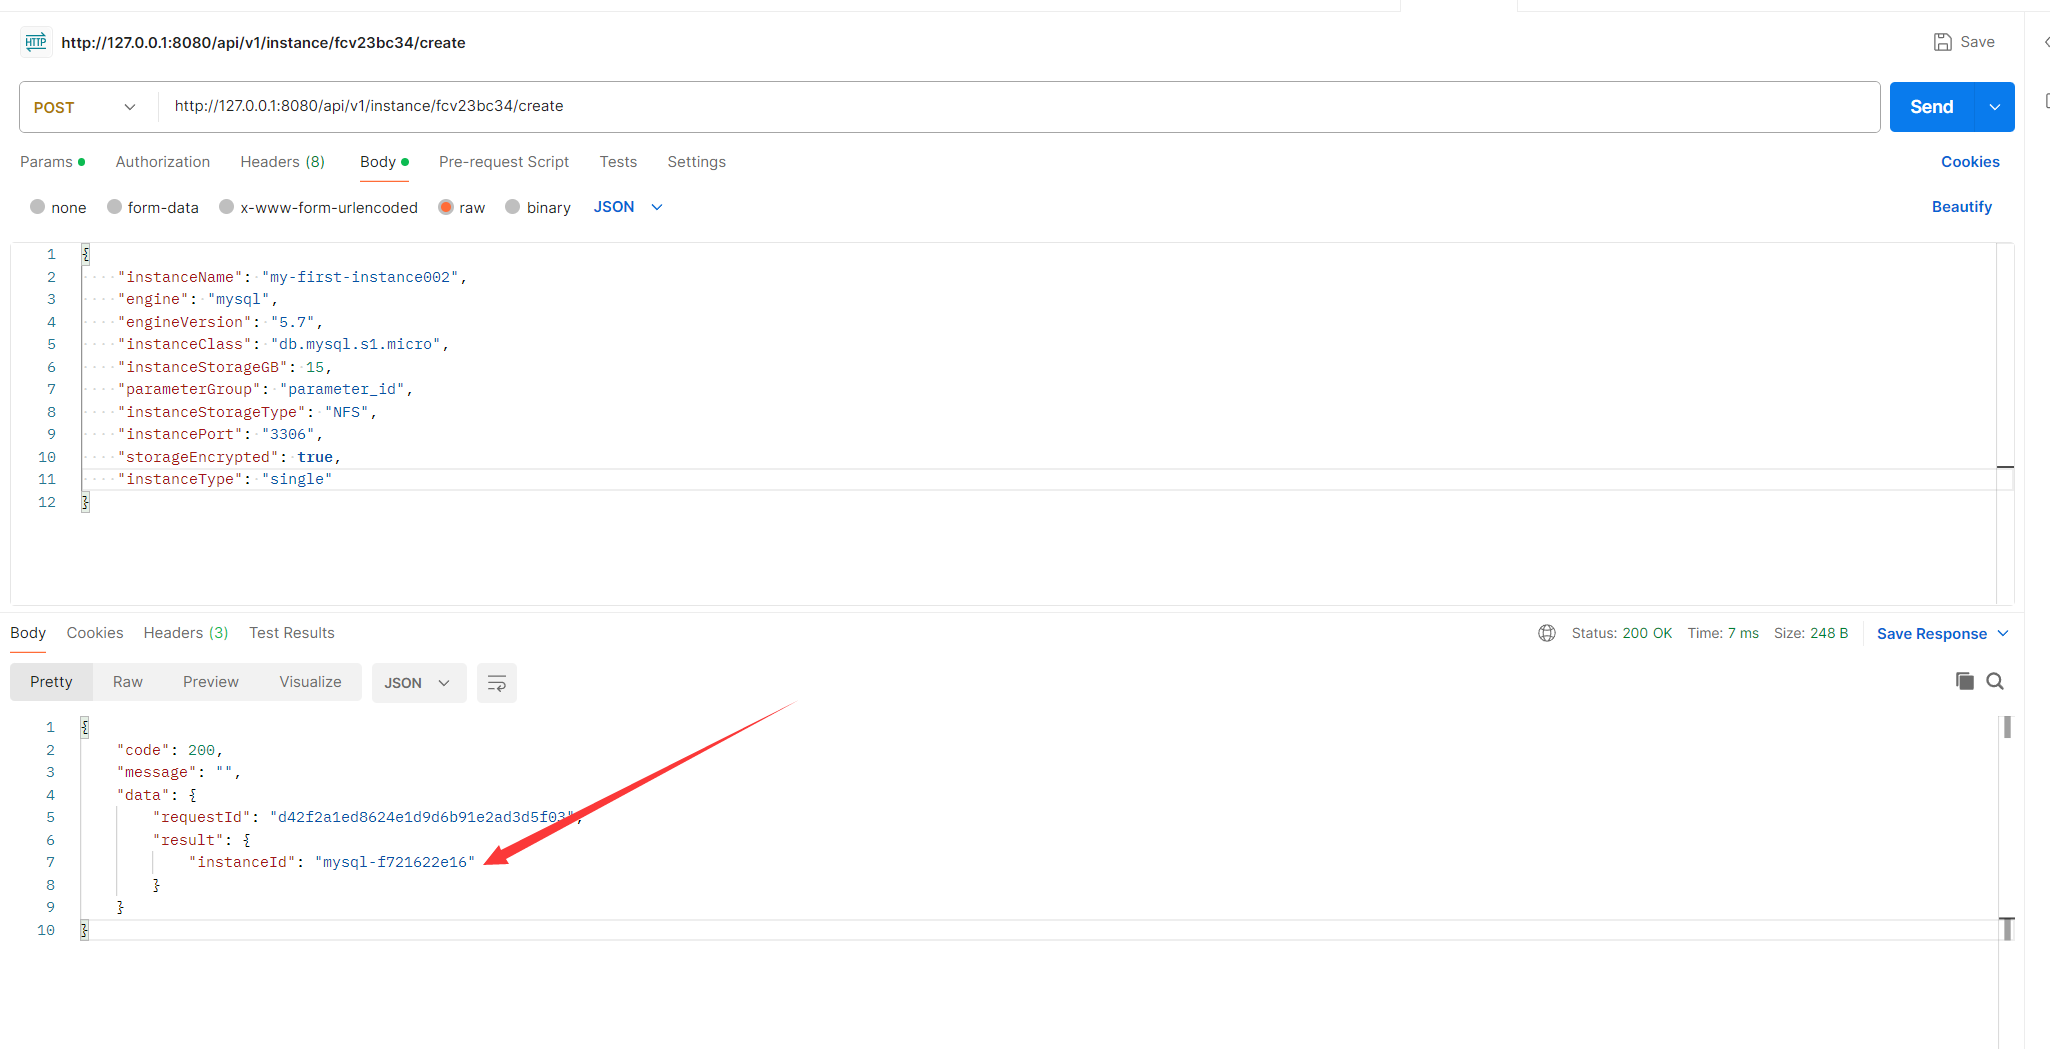 HTTP http://127.0.0.1:8080/api/v1/instance/fcv23bc34/create Save
POST http://127.0.0.1:8080/api/v1/instance/fcv23bc34/create Send
Params Authorization Headers (8) Body Pre-request Script Tests Settings Cookies
none form-data x-www-form-urlencoded raw binary JSON Beautify
1 {
2 "instanceName": "my-first-instance002",
3 "engine": "mysql",
4 "engineVersion": "5.7",
5 "instanceClass": "db.mysql.s1.micro",
6 "instanceStorageGB": 15,
7 "parameterGroup": "parameter_id",
8 "instanceStorageType": "NFS",
9 "instancePort": "3306",
10 "storageEncrypted": true,
11 "instanceType": "single"
12 }
Body Cookies Headers (3) Test Results Status: 200 OK Time: 7 ms Size: 248 B Save Response
Pretty Raw Preview Visualize JSON
1 {
2 "code": 200,
3 "message": "",
4 "data": {
5 "requestId": "d42f2a1ed8624e1d9d6b91e2ad3d5f03",
6 "result": {
7 "instanceId": "mysql-f721622e16"
8 }
9 }
10 }